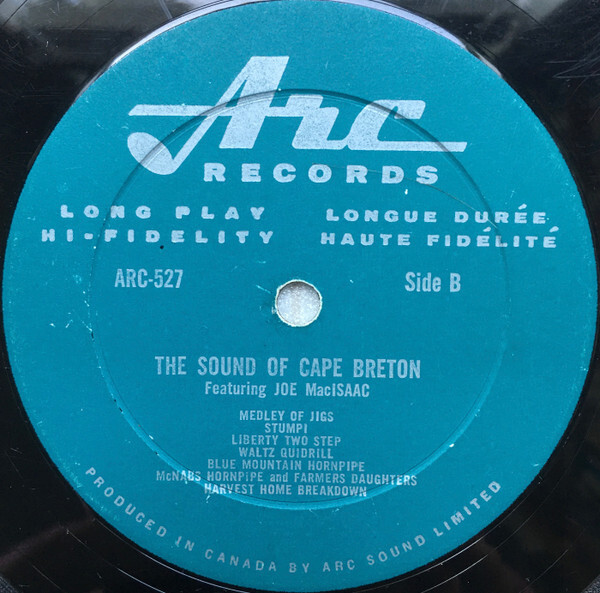 Arc
RECORDS
LONG PLAY
HI-FIDELITY
LONGUE DURÉE
HAUTE FIDÉLITÉ
ARC-527
Side B
THE SOUND OF CAPE BRETON
Featuring JOE MacISAAC
MEDLEY OF JIGS
STUMPI
LIBERTY TWO STEP
WALTZ QUIDRILL
BLUE MOUNTAIN HORNPIPE
McNABS HORNPIPE and FARMERS DAUGHTERS
HARVEST HOME BREAKDOWN
PRODUCED IN CANADA BY ARC SOUND LIMITED